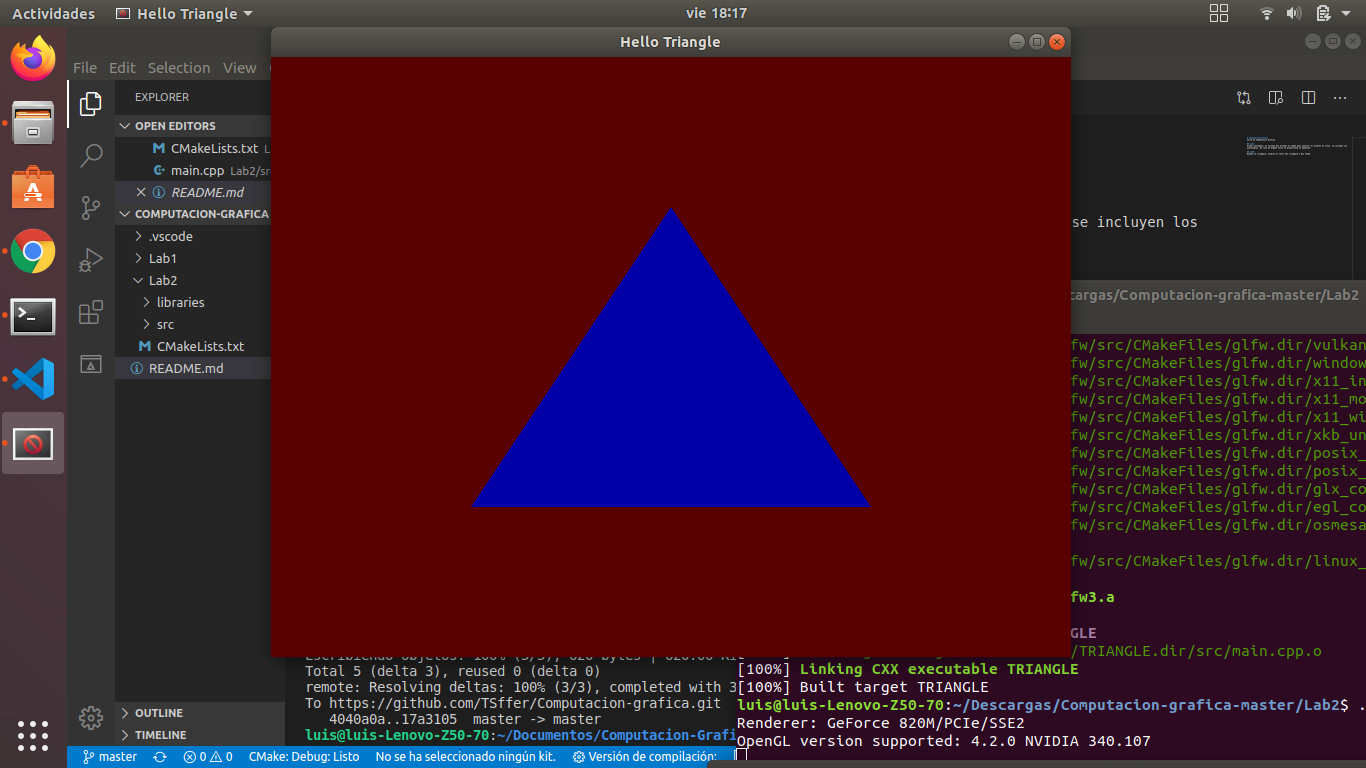 Actividades Hello Triangle vie 18:17
Hello Triangle
File Edit Selection View
EXPLORER
OPEN EDITORS
CMakeLists.txt
main.cpp Lab2/sr
README.md
COMPUTACION-GRAFICA
.vscode
Lab1
Lab2
libraries
src
CMakeLists.txt
README.md
OUTLINE
TIMELINE
se incluyen los
cargas/Computacion-grafica-master/Lab2
fw/src/CMakeFiles/glfw.dir/vulkan
fw/src/CMakeFiles/glfw.dir/window
fw/src/CMakeFiles/glfw.dir/x11_in
fw/src/CMakeFiles/glfw.dir/x11_mo
fw/src/CMakeFiles/glfw.dir/x11_wi
fw/src/CMakeFiles/glfw.dir/xkb_un
fw/src/CMakeFiles/glfw.dir/posix_
fw/src/CMakeFiles/glfw.dir/posix_
fw/src/CMakeFiles/glfw.dir/glx_co
fw/src/CMakeFiles/glfw.dir/egl_co
fw/src/CMakeFiles/glfw.dir/osmesa
fw/src/CMakeFiles/glfw.dir/linux_
fw3.a
GLE
/TRIANGLE.dir/src/main.cpp.o
[100%] Linking CXX executable TRIANGLE
[100%] Built target TRIANGLE
luis@luis-Lenovo-Z50-70:~/Descargas/Computacion-grafica-master/Lab2$ .
Renderer: GeForce 820M/PCIe/SSE2
OpenGL version supported: 4.2.0 NVIDIA 340.107
Total 5 (delta 3), reused 0 (delta 0)
remote: Resolving deltas: 100% (3/3), completed with 3
To https://github.com/TSffer/Computacion-grafica.git
4040a0a..17a3105 master -> master
luis@luis-Lenovo-Z50-70:~/Documentos/Computacion-Grafi
master 0 0 CMake: Debug: Listo No se ha seleccionado ningún kit. Versión de compilación: